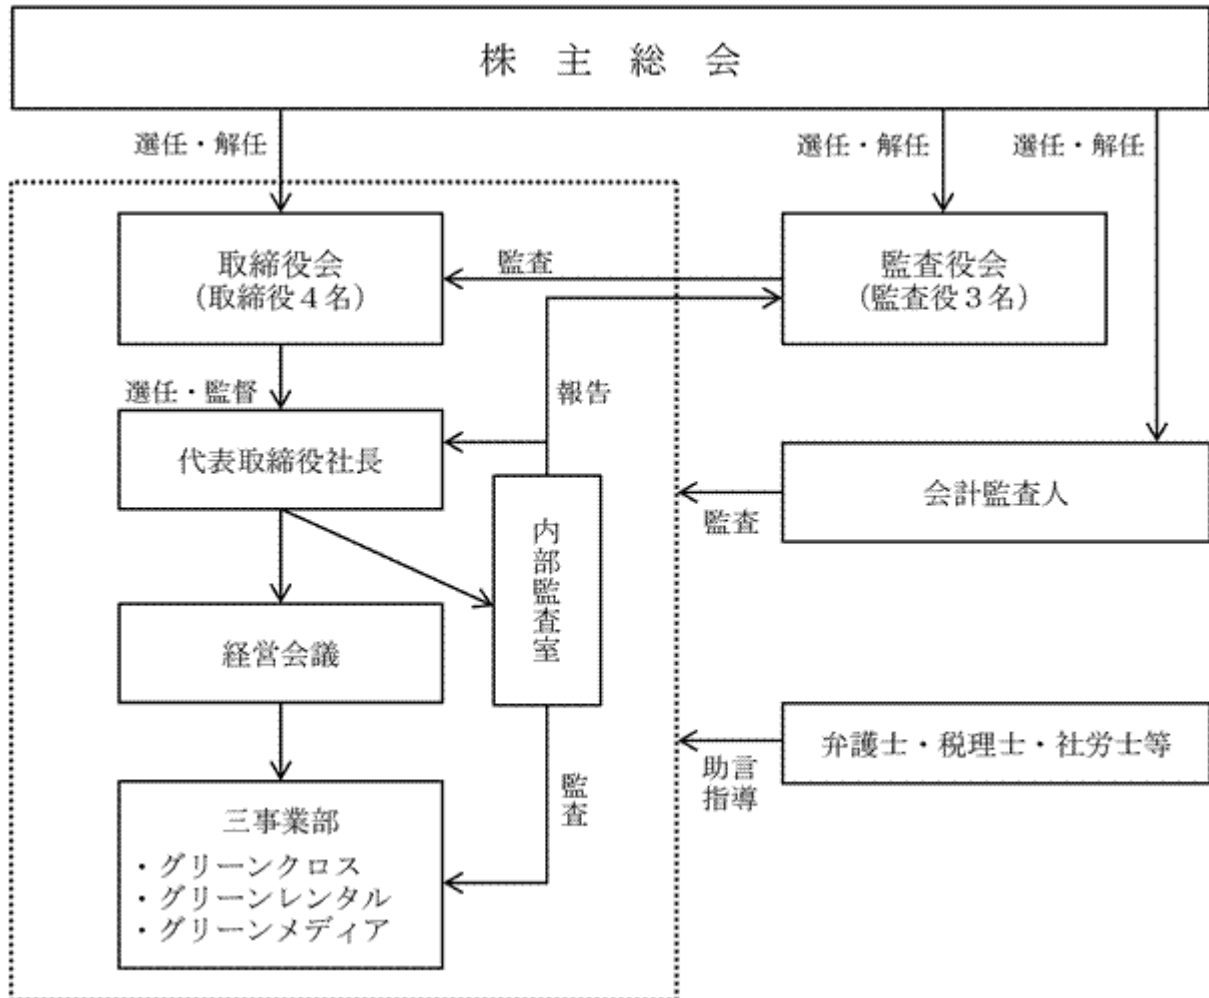 株主総会
選任・解任
選任・解任
選任・解任
取締役会
(取締役4名)
監査
監査役会
(監査役3名)
選任・監督
報告
代表取締役社長
会計監査人
監査
内部監査室
経営会議
弁護士・税理士・社労士等
助言
指導
監査
三事業部
・グリーンクロス
・グリーンレンタル
・グリーンメディア